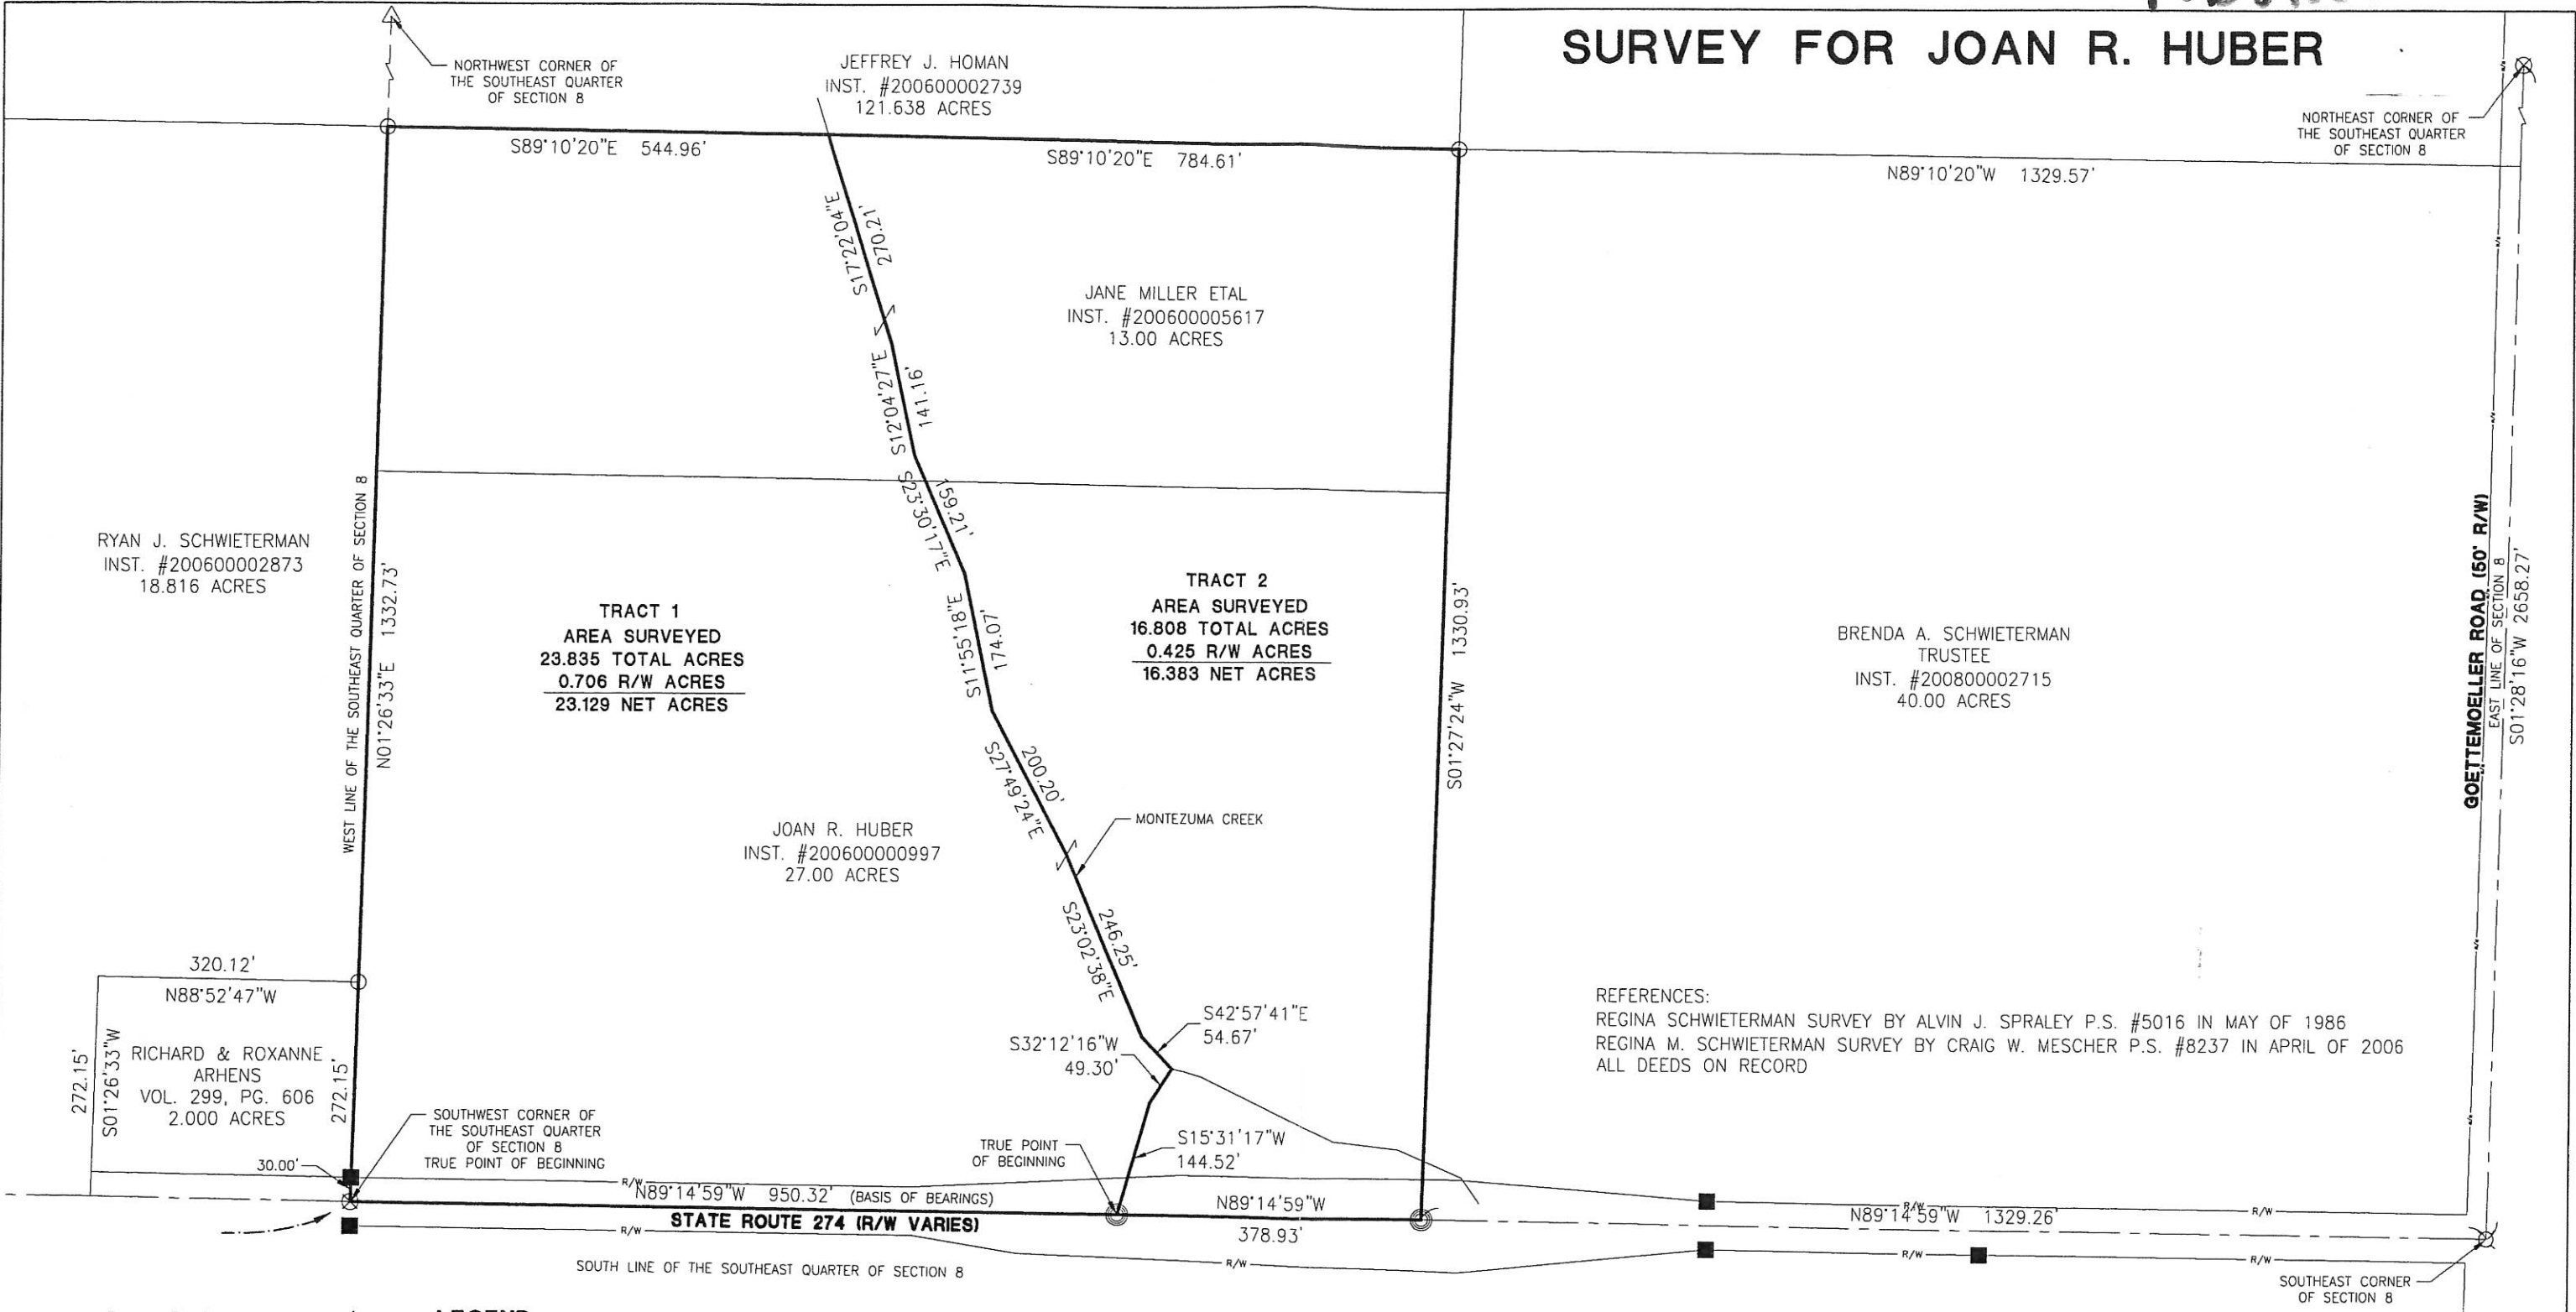 SURVEY FOR JOAN R. HUBER
NORTHWEST CORNER OF
THE SOUTHEAST QUARTER
OF SECTION 8
JEFFREY J. HOMAN
INST. #200600002739
121.638 ACRES
NORTHEAST CORNER OF
THE SOUTHEAST QUARTER
OF SECTION 8
S89°10'20"E 544.96'
S89°10'20"E 784.61'
N89°10'20"W 1329.57'
S17°22'04"E
270.21'
JANE MILLER ETAL
INST. #200600005617
13.00 ACRES
S12°04'27"E
141.16'
S23°30'17"E
159.21'
RYAN J. SCHWIETERMAN
INST. #200600002873
18.816 ACRES
WEST LINE OF THE SOUTHEAST QUARTER OF SECTION 8
N01°26'33"E 1332.73'
TRACT 1
AREA SURVEYED
23.835 TOTAL ACRES
0.706 R/W ACRES
23.129 NET ACRES
S11°55'18"E
174.07'
TRACT 2
AREA SURVEYED
16.808 TOTAL ACRES
0.425 R/W ACRES
16.383 NET ACRES
S01°27'24"W 1330.93'
BRENDA A. SCHWIETERMAN
TRUSTEE
INST. #200800002715
40.00 ACRES
GOETTEMOELLER ROAD (50' R/W)
EAST LINE OF SECTION 8
S01°28'16"W 2658.27'
S27°49'24"E
200.20'
MONTEZUMA CREEK
JOAN R. HUBER
INST. #200600000997
27.00 ACRES
S23°02'38"E
246.25'
320.12'
N88°52'47"W
272.15'
S01°26'33"W
RICHARD & ROXANNE
ARHENS
VOL. 299, PG. 606
2.000 ACRES
272.15'
S42°57'41"E
54.67'
S32°12'16"W
49.30'
REFERENCES:
REGINA SCHWIETERMAN SURVEY BY ALVIN J. SPRALEY P.S. #5016 IN MAY OF 1986
REGINA M. SCHWIETERMAN SURVEY BY CRAIG W. MESCHER P.S. #8237 IN APRIL OF 2006
ALL DEEDS ON RECORD
SOUTHWEST CORNER OF
THE SOUTHEAST QUARTER
OF SECTION 8
TRUE POINT OF BEGINNING
30.00'
TRUE POINT
OF BEGINNING
S15°31'17"W
144.52'
R/W
N89°14'59"W 950.32' (BASIS OF BEARINGS)
N89°14'59"W
378.93'
R/W
N89°14'59"W 1329.26'
R/W
STATE ROUTE 274 (R/W VARIES)
R/W
R/W
R/W
R/W
SOUTH LINE OF THE SOUTHEAST QUARTER OF SECTION 8
SOUTHEAST CORNER
OF SECTION 8
LEGEND